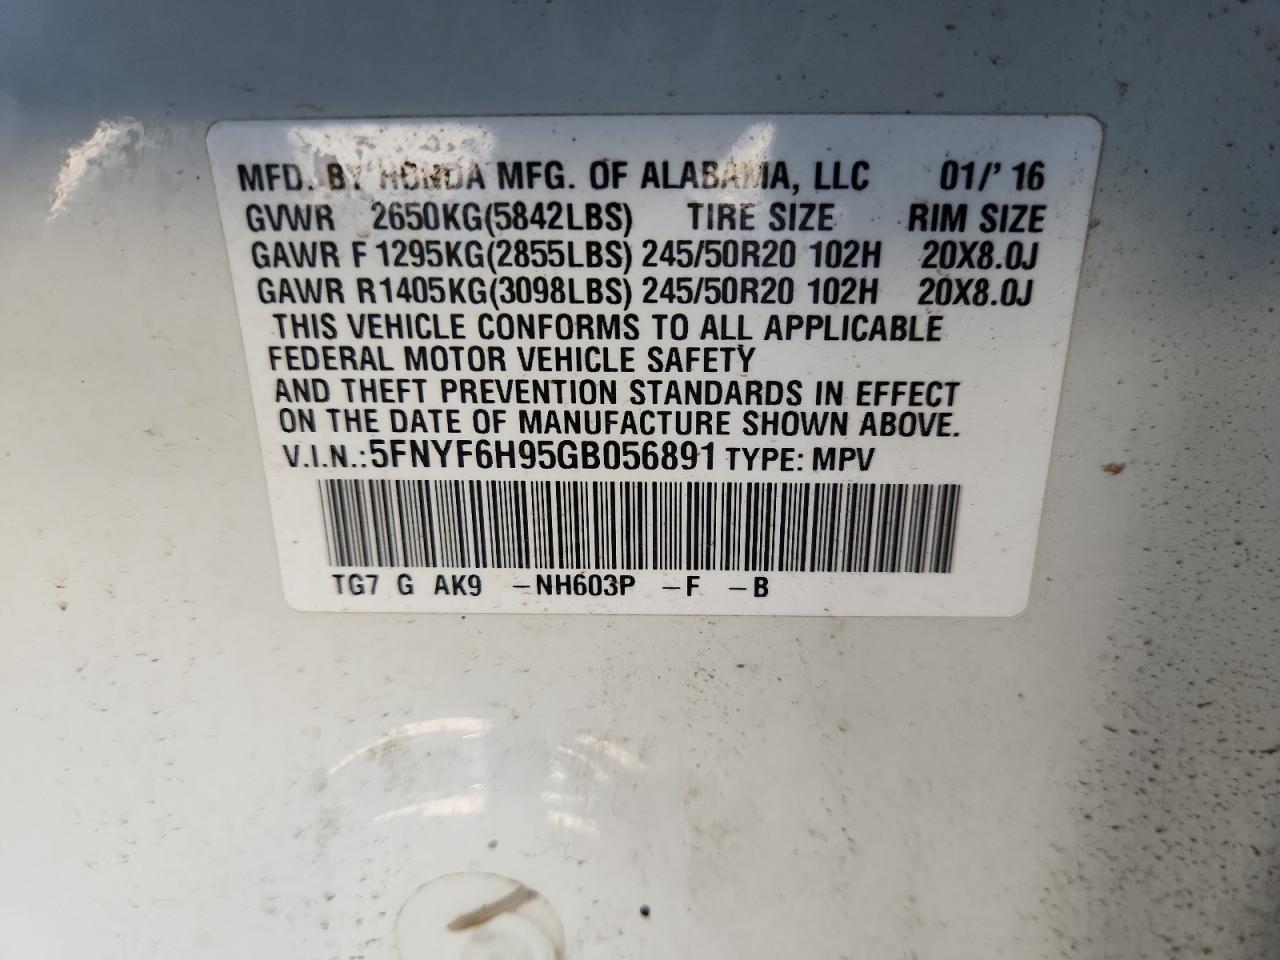 MFD. BY HONDA MFG. OF ALABAMA, LLC 01/'16
GVWR 2650KG(5842LBS) TIRE SIZE RIM SIZE
GAWR F 1295KG(2855LBS) 245/50R20 102H 20X8.0J
GAWR R1405KG(3098LBS) 245/50R20 102H 20X8.0J
THIS VEHICLE CONFORMS TO ALL APPLICABLE
FEDERAL MOTOR VEHICLE SAFETY
AND THEFT PREVENTION STANDARDS IN EFFECT
ON THE DATE OF MANUFACTURE SHOWN ABOVE.
V.I.N.:5FNYF6H95GB056891 TYPE: MPV
TG7 G AK9 -NH603P -F -B